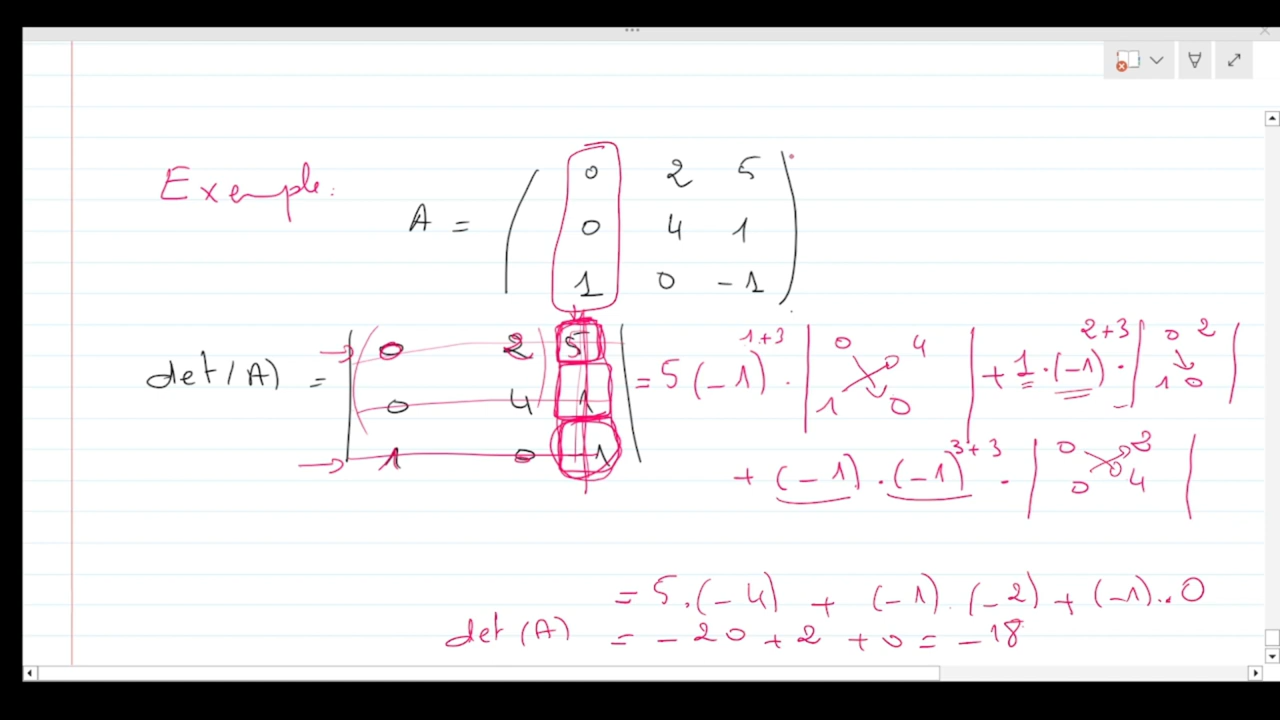 Exemple:
A = ( 0 2 5
0 4 1
1 0 -1 )
det(A) = | 0 2 5
0 4 1
1 0 -1 | = 5(-1)^{1+3} . | 0 4
1 0 | + 1 . (-1)^{2+3} . | 0 2
1 0 |
+ (-1) . (-1)^{3+3} . | 0 2
0 4 |
= 5.(-4) + (-1).(-2) + (-1).0
det(A) = -20 + 2 + 0 = -18